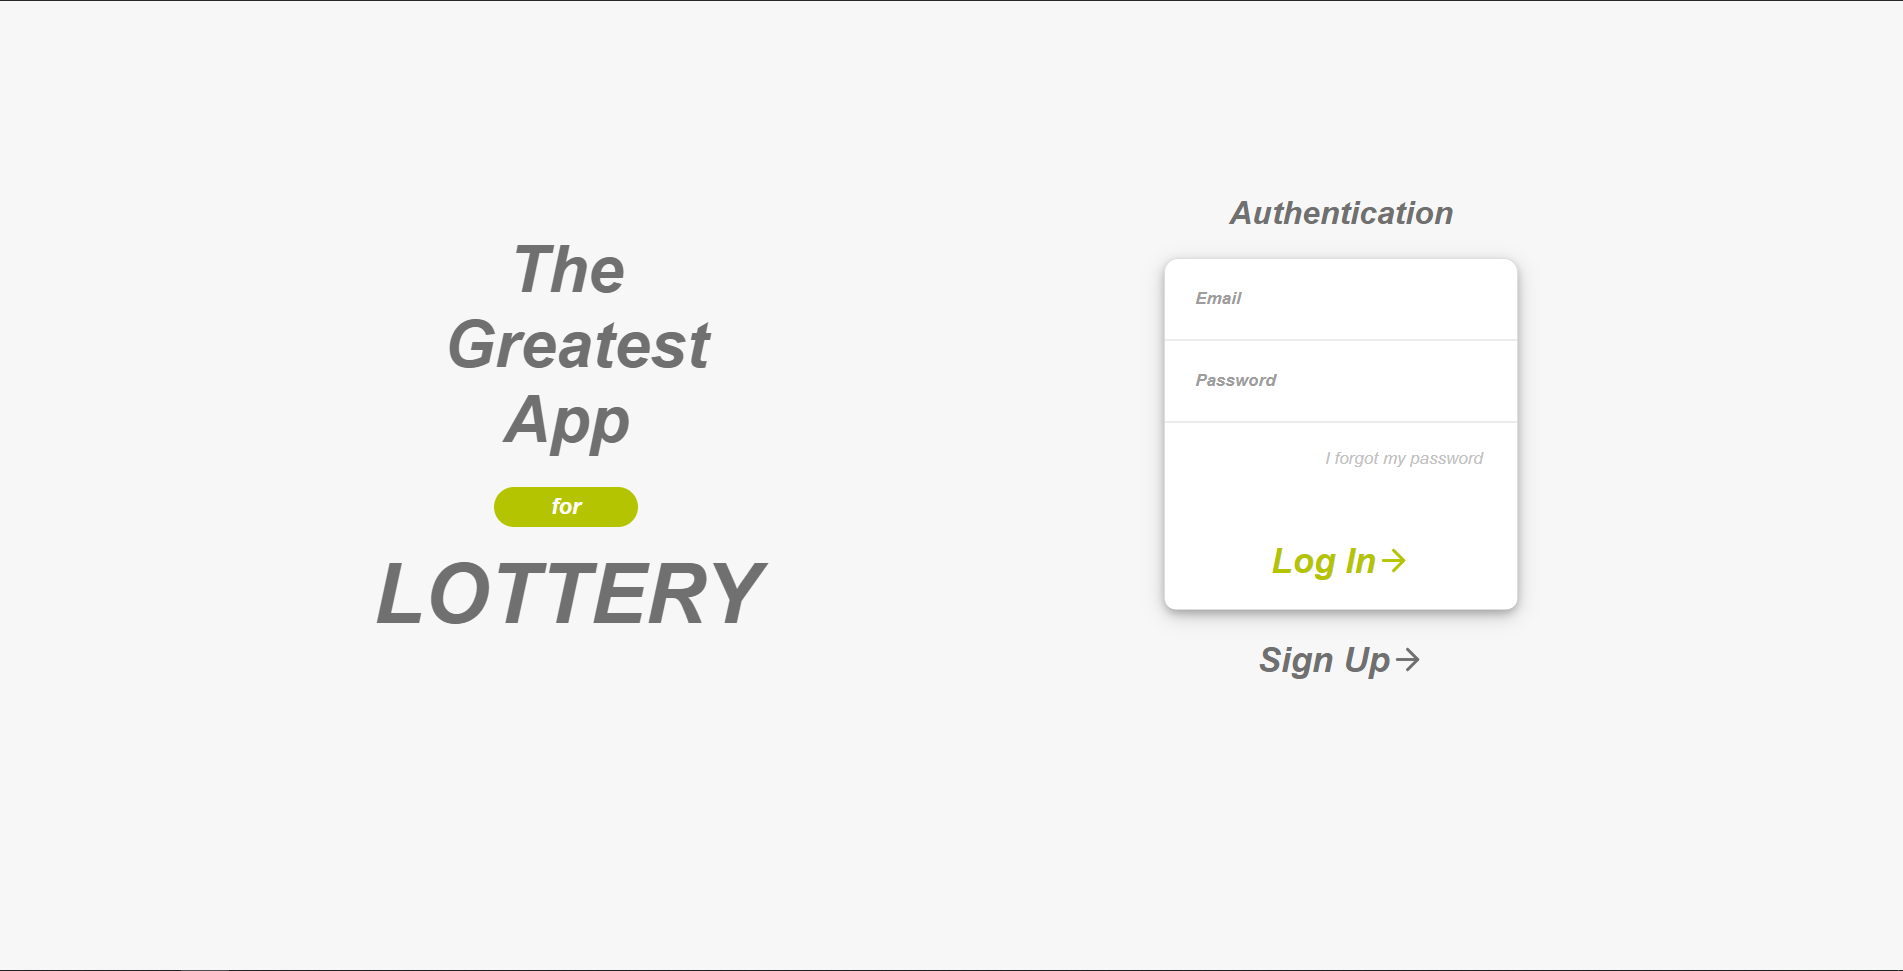 The
Greatest
App
for
LOTTERY
Authentication
Email
Password
I forgot my password
Log In
Sign Up